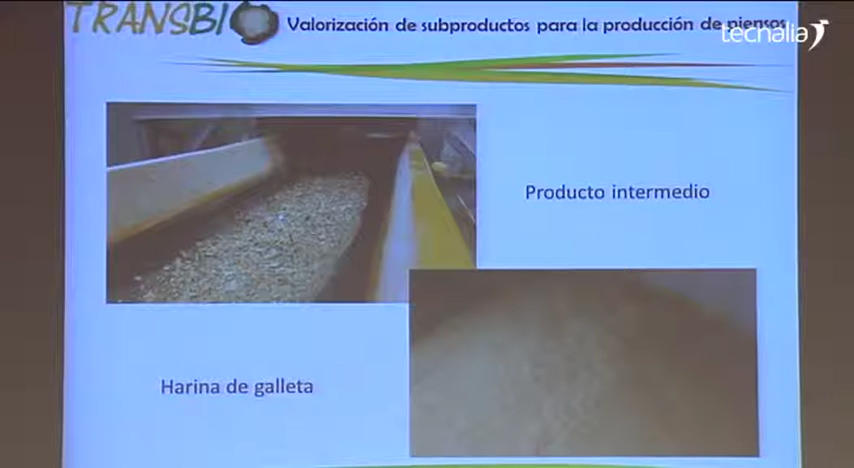 TRANSBIO
Valorización de subproductos para la producción de piensos
tecnalia
Producto intermedio
Harina de galleta